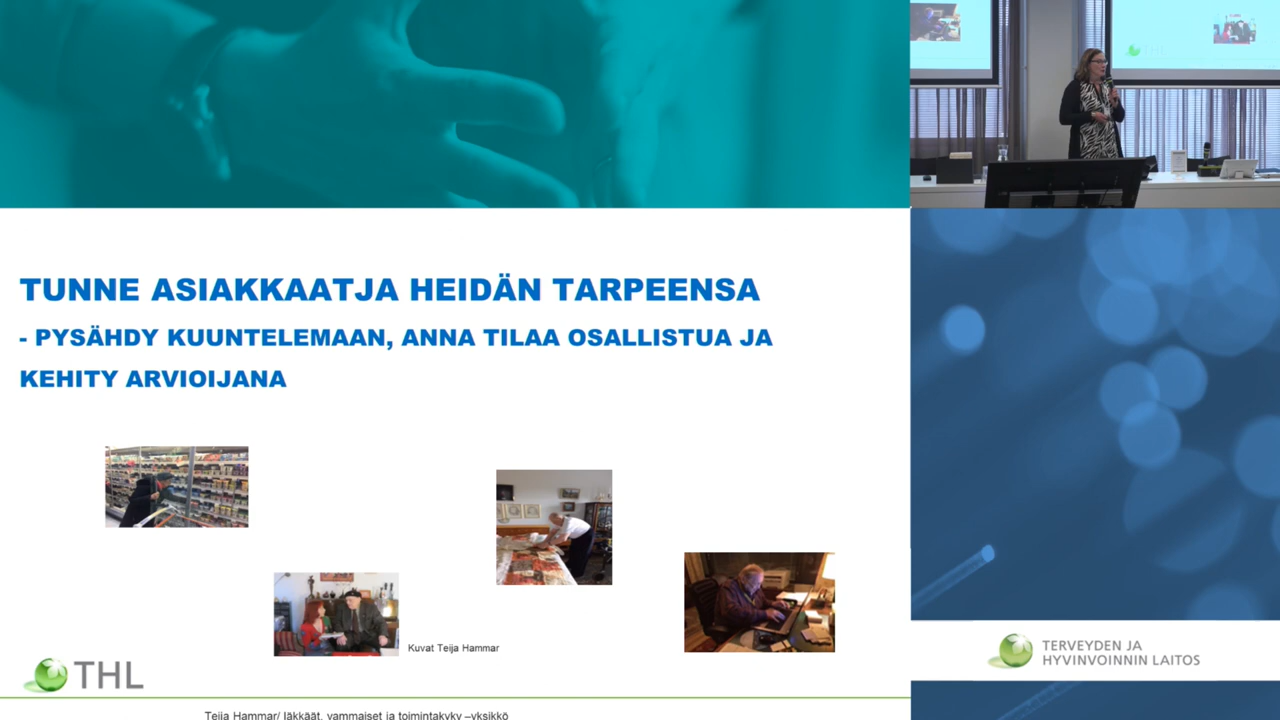 TUNNE ASIAKKAATJA HEIDÄN TARPEENSA
- PYSÄHDY KUUNTELEMAAN, ANNA TILAA OSALLISTUA JA
KEHITY ARVIOIJANA
Kuvat Teija Hammar
THL
Teija Hammar/ Iäkkäät, vammaiset ja toimintakyky –yksikkö
THL
TERVEYDEN JA
HYVINVOINNIN LAITOS